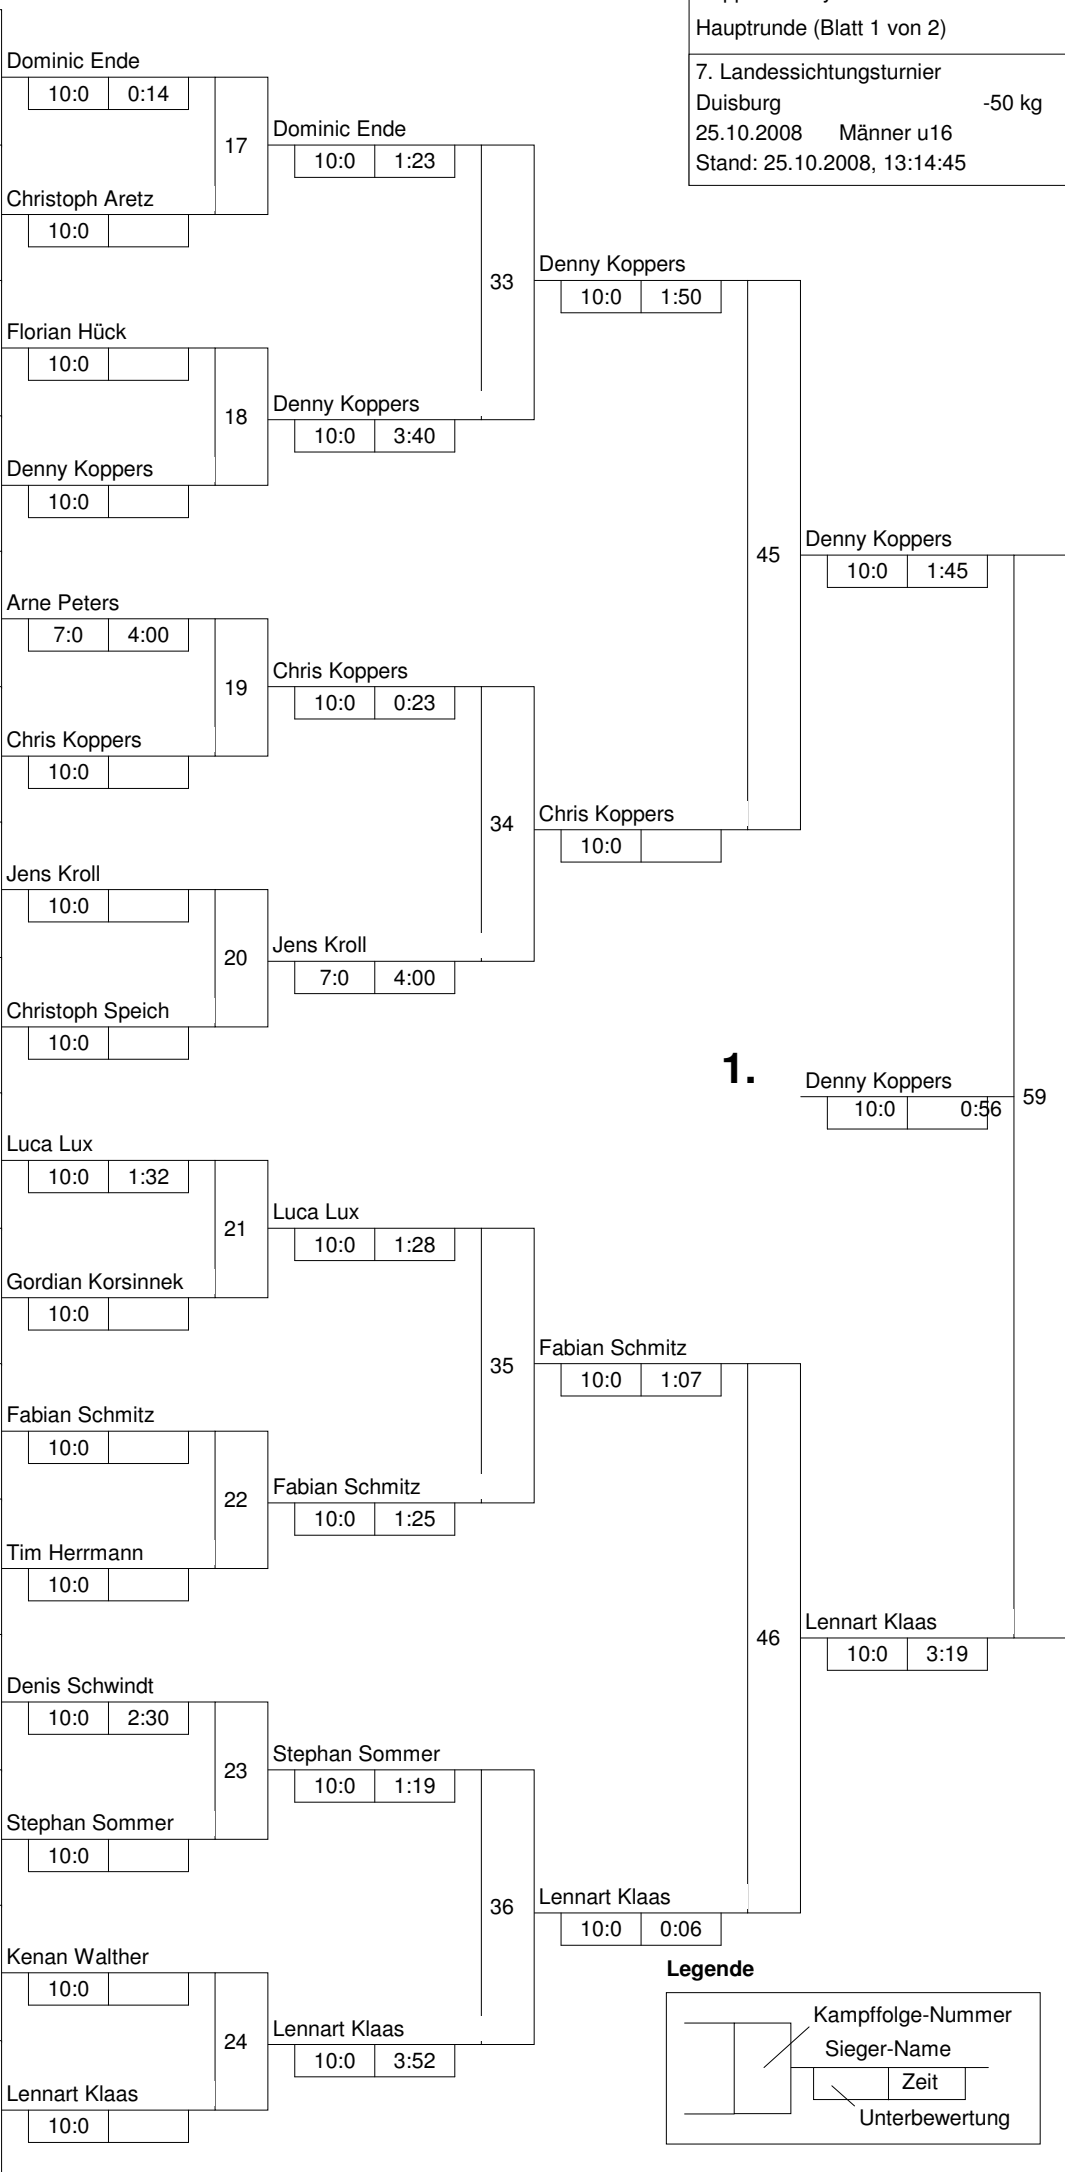 Hauptrunde (Blatt 1 von 2)
7. Landessichtungsturnier
Duisburg -50 kg
25.10.2008 Männer u16
Stand: 25.10.2008, 13:14:45
Dominic Ende
10:0 0:14
17
Christoph Aretz
10:0
Florian Hück
10:0
18
Denny Koppers
10:0
Arne Peters
7:0 4:00
19
Chris Koppers
10:0
Jens Kroll
10:0
20
Christoph Speich
10:0
Luca Lux
10:0 1:32
21
Gordian Korsinnek
10:0
Fabian Schmitz
10:0
22
Tim Herrmann
10:0
Denis Schwindt
10:0 2:30
23
Stephan Sommer
10:0
Kenan Walther
10:0
24
Lennart Klaas
10:0
Dominic Ende
10:0 1:23
33
Denny Koppers
10:0 3:40
Chris Koppers
10:0 0:23
34
Jens Kroll
7:0 4:00
Luca Lux
10:0 1:28
35
Fabian Schmitz
10:0 1:25
Stephan Sommer
10:0 1:19
36
Lennart Klaas
10:0 3:52
Denny Koppers
10:0 1:50
45
Chris Koppers
10:0
Fabian Schmitz
10:0 1:07
46
Lennart Klaas
10:0 0:06
Denny Koppers
10:0 1:45
1. Denny Koppers
10:0 0:56
59
Lennart Klaas
10:0 3:19
Legende
Kampffolge-Nummer
Sieger-Name
Zeit
Unterbewertung